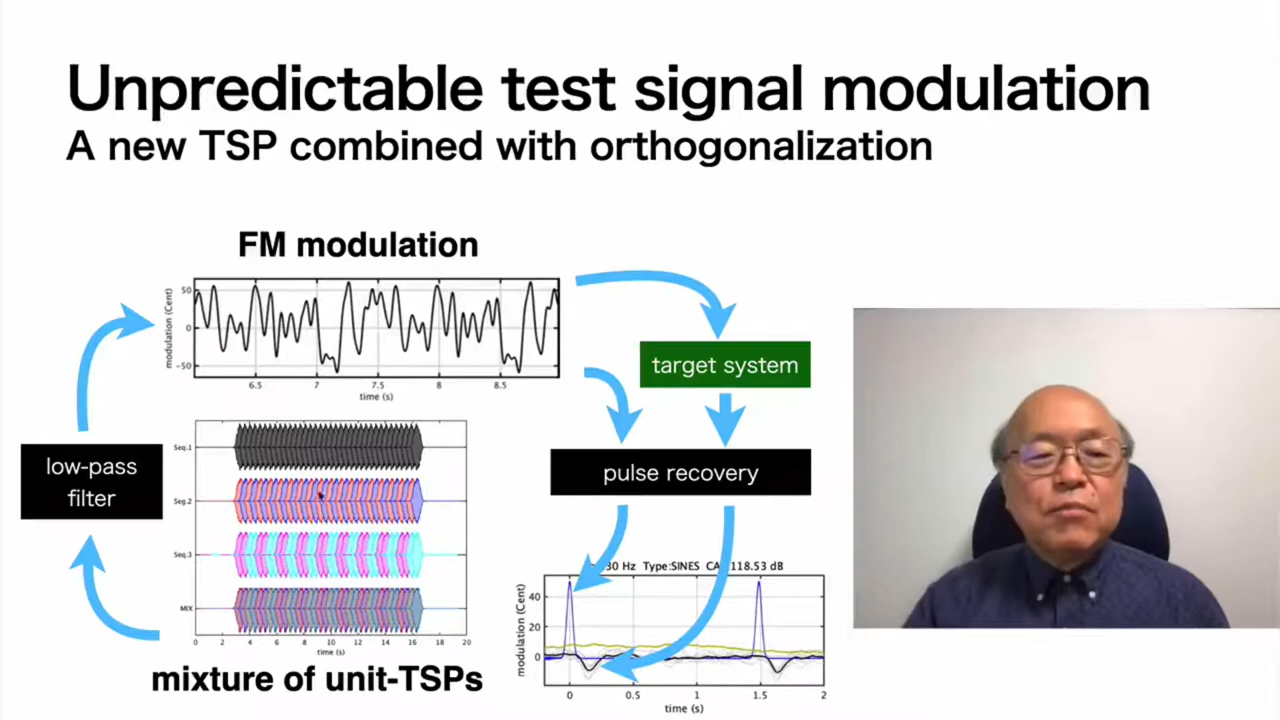 Unpredictable test signal modulation
A new TSP combined with orthogonalization
FM modulation
modulation (Cent)
50
0
-50
6.5 7 7.5 8 8.5
time (s)
target system
low-pass
filter
Seq.1
Seq.2
Seq.3
MIX
0 2 4 6 8 10 12 14 16 18 20
time (s)
mixture of unit-TSPs
pulse recovery
30 Hz Type:SINES 118.53 dB
modulation (Cent)
40
20
0
0 0.5 1 1.5 2
time (s)